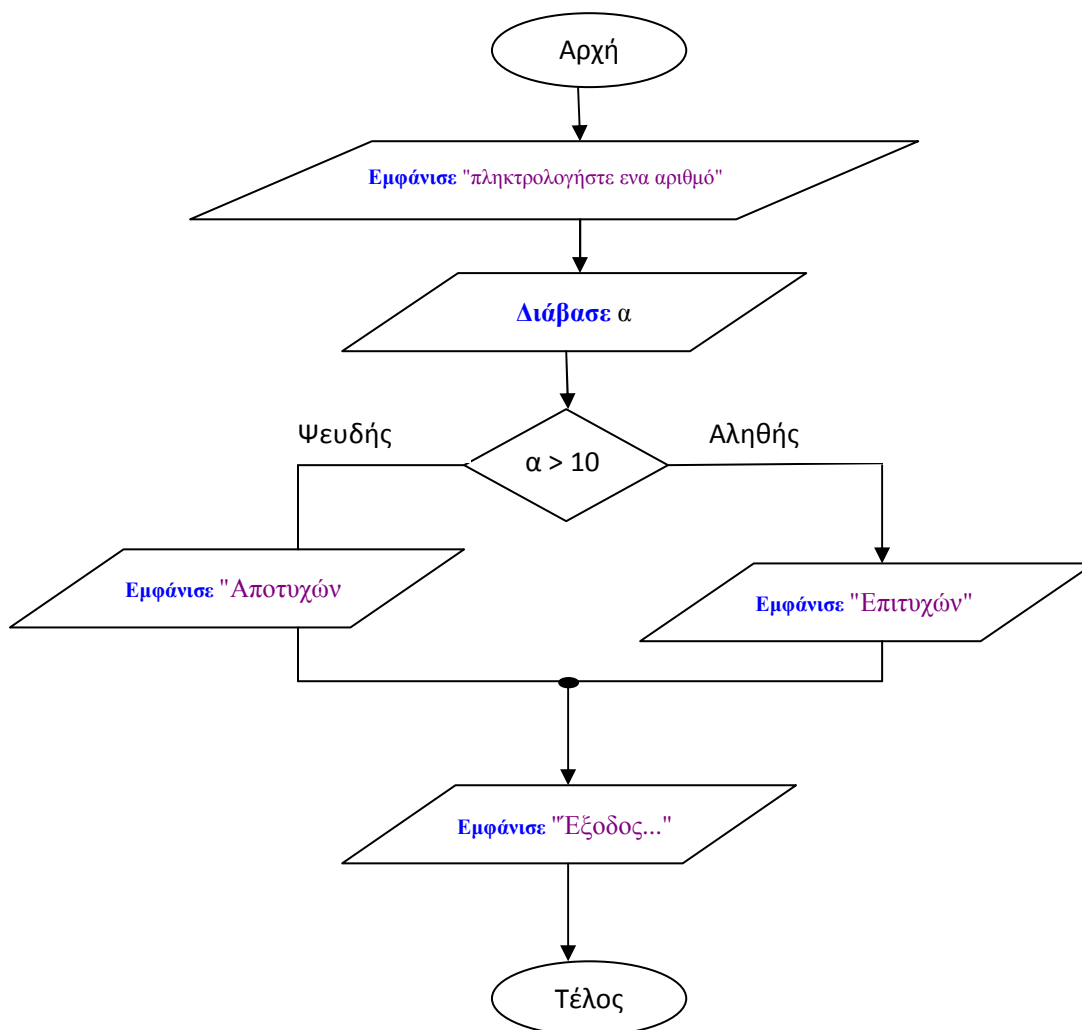 Αρχή
Εμφάνισε "πληκτρολογήστε ενα αριθμό"
Διάβασε α
Ψευδής
Αληθής
α > 10
Εμφάνισε "Αποτυχών
Εμφάνισε "Επιτυχών"
Εμφάνισε "Έξοδος..."
Τέλος